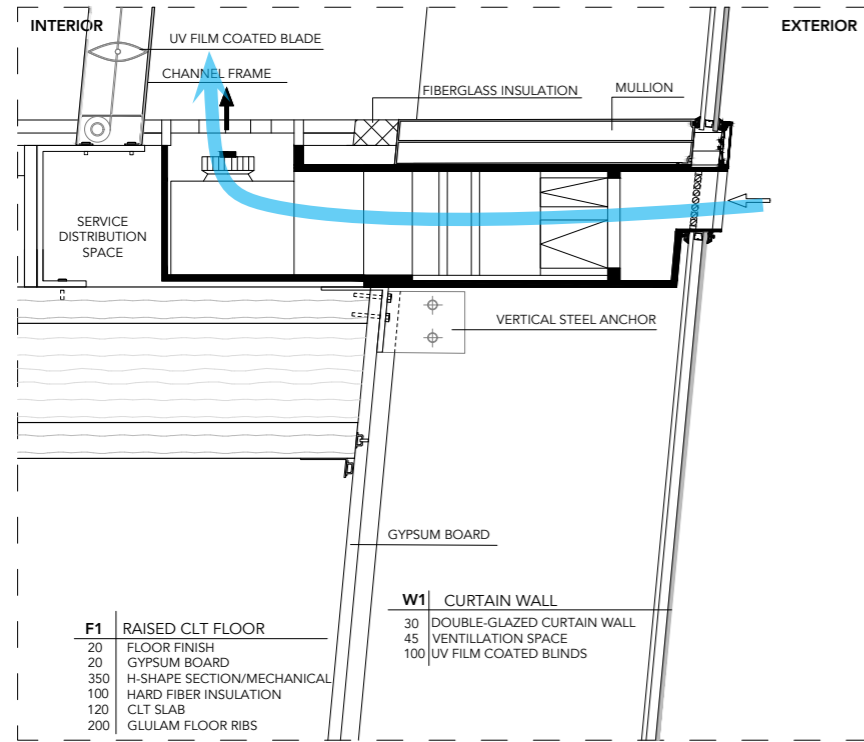 INTERIOR
EXTERIOR
UV FILM COATED BLADE
CHANNEL FRAME
FIBERGLASS INSULATION
MULLION
SERVICE
DISTRIBUTION
SPACE
VERTICAL STEEL ANCHOR
GYPSUM BOARD
F1 RAISED CLT FLOOR
20 FLOOR FINISH
20 GYPSUM BOARD
350 H-SHAPE SECTION/MECHANICAL
100 HARD FIBER INSULATION
120 CLT SLAB
200 GLULAM FLOOR RIBS
W1 CURTAIN WALL
30 DOUBLE-GLAZED CURTAIN WALL
45 VENTILLATION SPACE
100 UV FILM COATED BLINDS